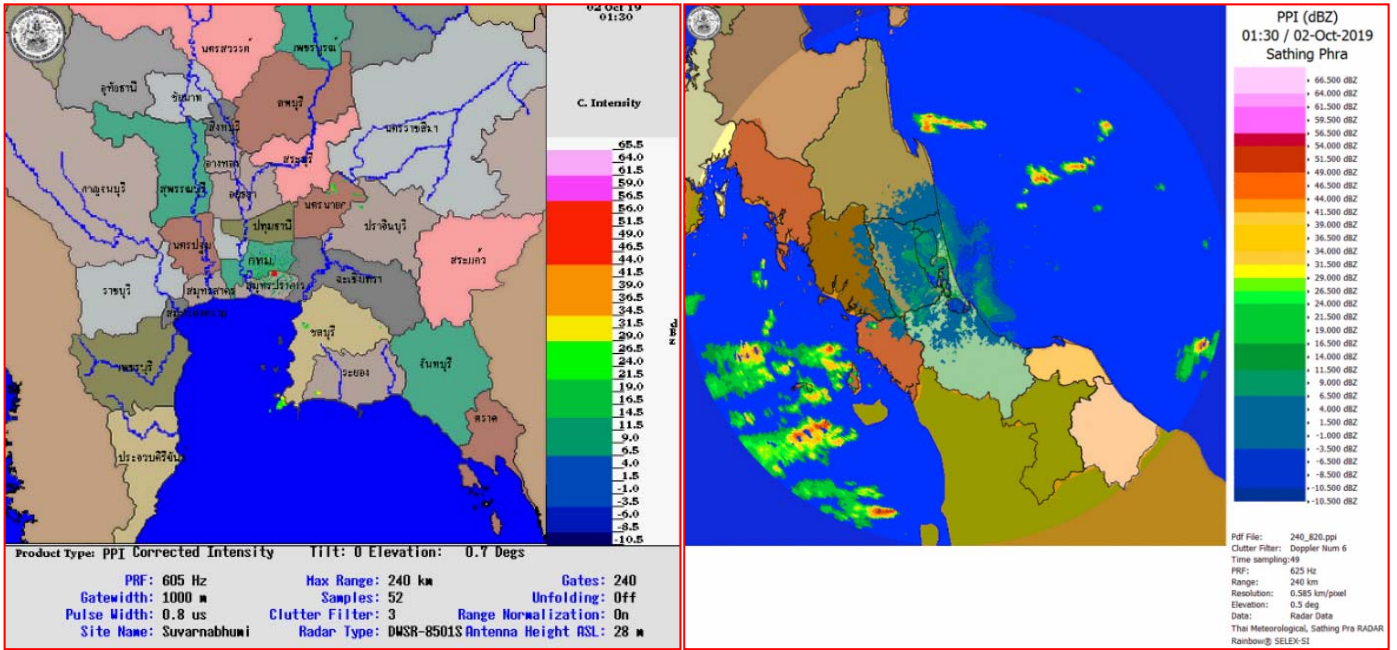 02 Oct 19
01:30
C. Intensity
65.5
64.0
61.5
59.0
56.5
56.0
51.5
49.0
46.5
44.0
41.5
39.0
36.5
34.5
31.5
29.0
26.5
24.0
21.5
19.0
16.5
14.5
11.5
9.0
6.5
4.0
1.5
-1.0
-3.5
-6.0
-8.5
-10.5
นครสวรรค์
เพชรบูรณ์
อุทัยธานี
ชัยนาท
ลพบุรี
สิงห์บุรี
นครราชสีมา
อ่างทอง
สระบุรี
กาญจนบุรี
สุพรรณบุรี
อยุธยา
นครนายก
ปทุมธานี
ปราจีนบุรี
นครปฐม
กทม.
สระแก้ว
ราชบุรี
สมุทรสาคร
สมุทรปราการ
ฉะเชิงเทรา
ชลบุรี
เพชรบุรี
ระยอง
จันทบุรี
ตราด
ประจวบคีรีขันธ์
Product Type: PPI Corrected Intensity Tilt: 0 Elevation: 0.7 Degs
PRF: 605 Hz Max Range: 240 km Gates: 240
Gatewidth: 1000 m Samples: 52 Unfolding: Off
Pulse Width: 0.8 us Clutter Filter: 3 Range Normalization: On
Site Name: Suvarnabhumi Radar Type: DWSR-8501S Antenna Height ASL: 28 m
PPI (dBZ)
01:30 / 02-Oct-2019
Sathing Phra
66.500 dBZ
64.000 dBZ
61.500 dBZ
59.500 dBZ
56.500 dBZ
54.000 dBZ
51.500 dBZ
49.000 dBZ
46.500 dBZ
44.000 dBZ
41.500 dBZ
39.000 dBZ
36.500 dBZ
34.000 dBZ
31.500 dBZ
29.000 dBZ
26.500 dBZ
24.000 dBZ
21.500 dBZ
19.000 dBZ
16.500 dBZ
14.000 dBZ
11.500 dBZ
9.000 dBZ
6.500 dBZ
4.000 dBZ
1.500 dBZ
-1.000 dBZ
-3.500 dBZ
-6.500 dBZ
-8.500 dBZ
-10.500 dBZ
-10.500 dBZ
Pdf File: 240_820.ppi
Clutter Filter: Doppler Num 6
Time sampling:49
PRF: 625 Hz
Range: 240 km
Resolution: 0.585 km/pixel
Elevation: 0.5 deg
Data: Radar Data
Thai Meteorological, Sathing Pra RADAR
Rainbow® SELEX-SI